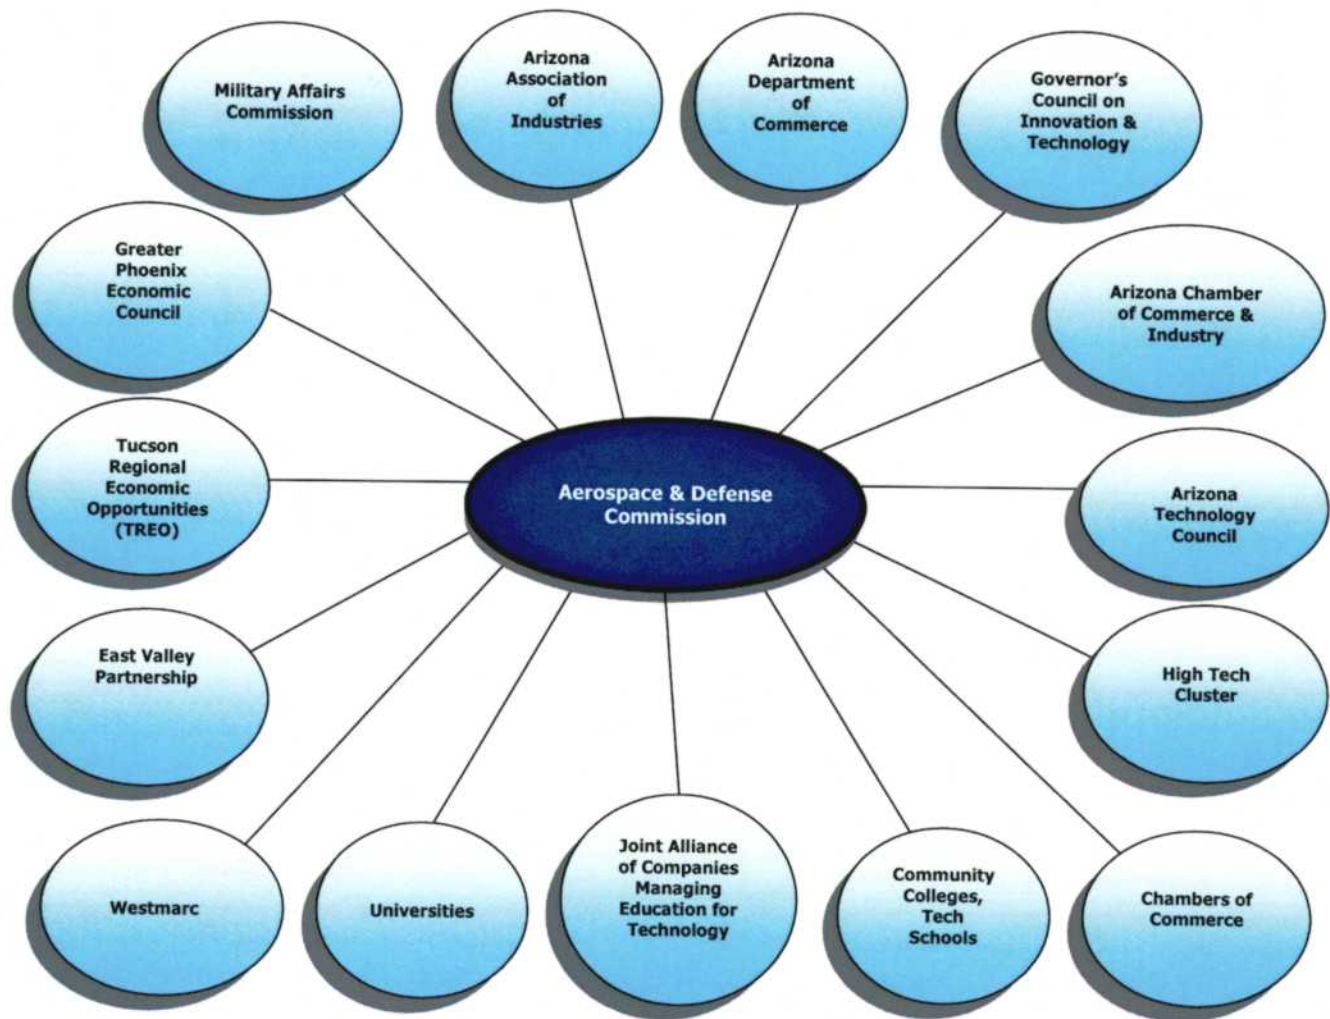 Military Affairs
Commission
Arizona
Association
of
Industries
Arizona
Department
of
Commerce
Governor's
Council on
Innovation &
Technology
Greater
Phoenix
Economic
Council
Arizona Chamber
of Commerce &
Industry
Tucson
Regional
Economic
Opportunities
(TREO)
Aerospace & Defense
Commission
Arizona
Technology
Council
East Valley
Partnership
High Tech
Cluster
Westmarc
Universities
Joint Alliance
of Companies
Managing
Education for
Technology
Community
Colleges,
Tech
Schools
Chambers of
Commerce